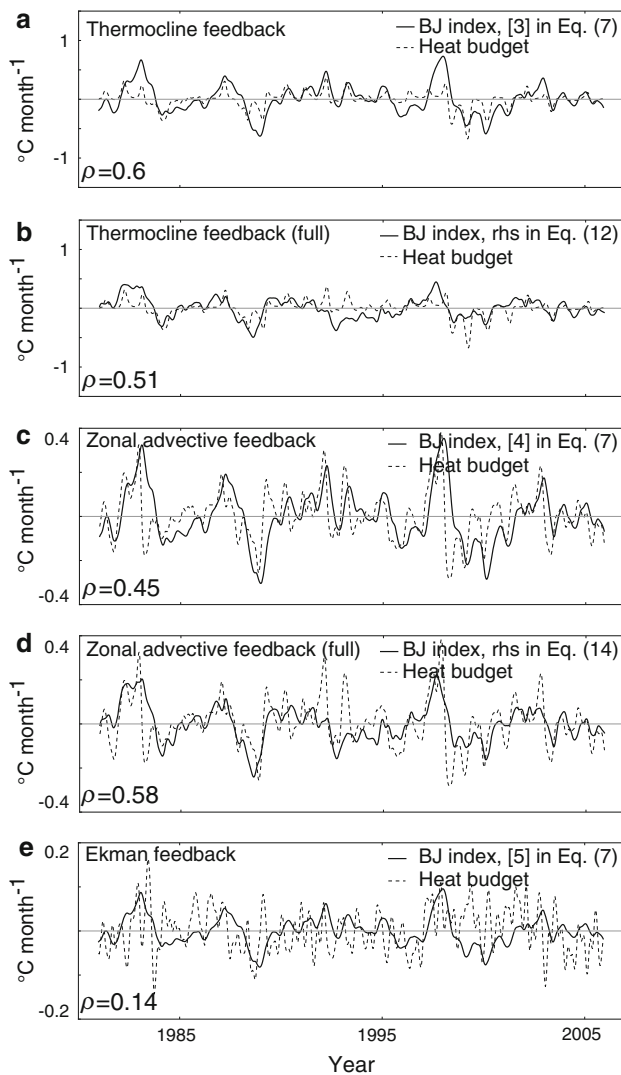 a Thermocline feedback — BJ index, [3] in Eq. (7)
---- Heat budget
1
-1
°C month-1
ρ=0.6
b Thermocline feedback (full) — BJ index, rhs in Eq. (12)
---- Heat budget
1
-1
°C month-1
ρ=0.51
c Zonal advective feedback — BJ index, [4] in Eq. (7)
---- Heat budget
0.4
-0.4
°C month-1
ρ=0.45
d Zonal advective feedback (full) — BJ index, rhs in Eq. (14)
---- Heat budget
0.4
-0.4
°C month-1
ρ=0.58
e Ekman feedback — BJ index, [5] in Eq. (7)
---- Heat budget
0.2
-0.2
°C month-1
ρ=0.14
1985 1995 2005
Year